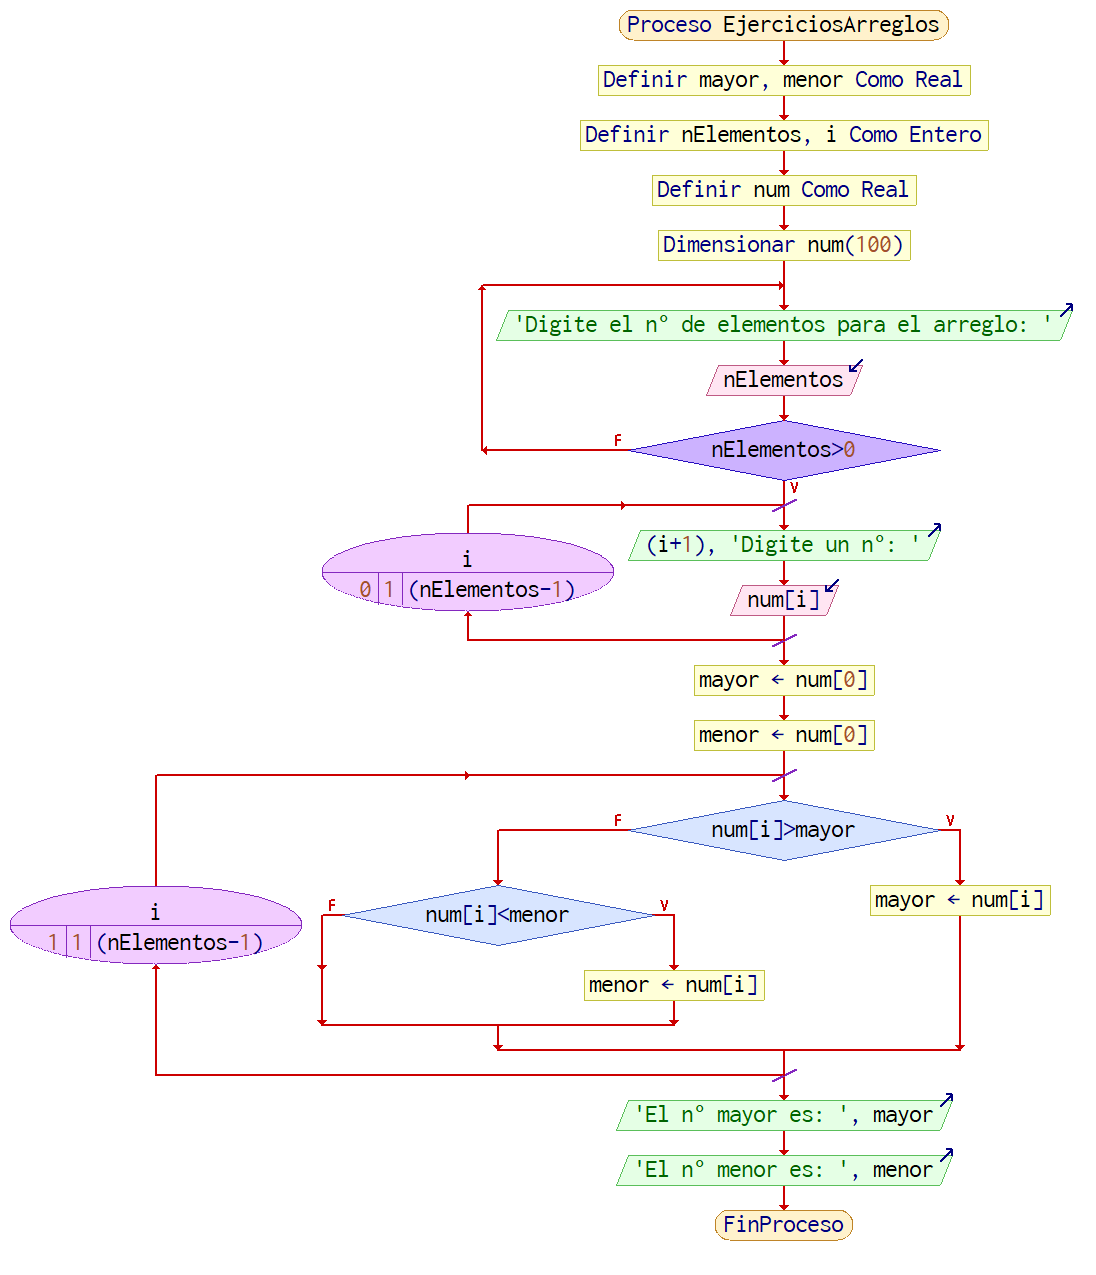 Proceso EjerciciosArreglos
Definir mayor, menor Como Real
Definir nElementos, i Como Entero
Definir num Como Real
Dimensionar num(100)
'Digite el n° de elementos para el arreglo: '
nElementos
F
nElementos>0
V
i
0 1 (nElementos-1)
(i+1), 'Digite un n°: '
num[i]
mayor ← num[0]
menor ← num[0]
F
num[i]>mayor
V
mayor ← num[i]
i
1 1 (nElementos-1)
F
num[i]<menor
V
menor ← num[i]
'El n° mayor es: ', mayor
'El n° menor es: ', menor
FinProceso